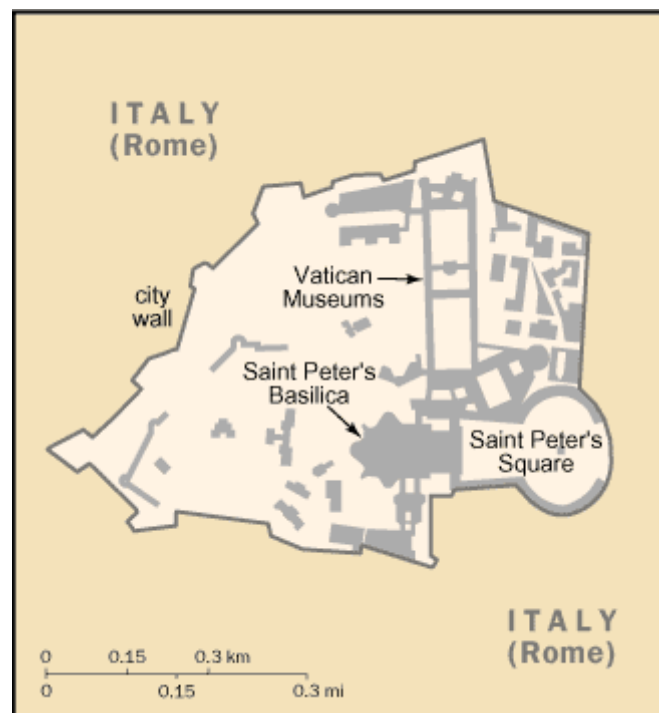 ITALY
(Rome)
Vatican
Museums
city
wall
Saint Peter's
Basilica
Saint Peter's
Square
ITALY
(Rome)
0 0.15 0.3 km
0 0.15 0.3 mi